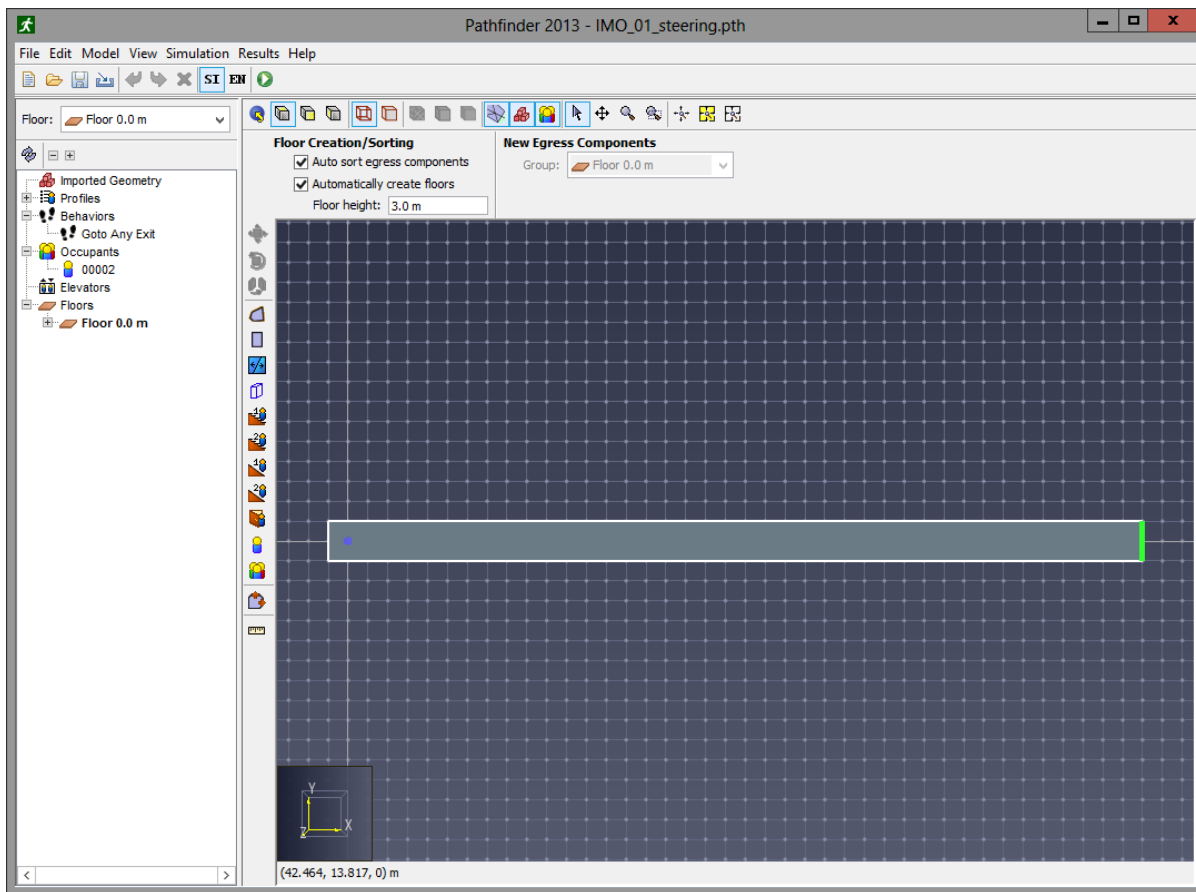 Pathfinder 2013 - IMO_01_steering.pth
File Edit Model View Simulation Results Help
SI EN
Floor: Floor 0.0 m
Floor Creation/Sorting
Auto sort egress components
Automatically create floors
Floor height: 3.0 m
New Egress Components
Group: Floor 0.0 m
Imported Geometry
Profiles
Behaviors
Goto Any Exit
Occupants
00002
Elevators
Floors
Floor 0.0 m
Y
Z
X
(42.464, 13.817, 0) m